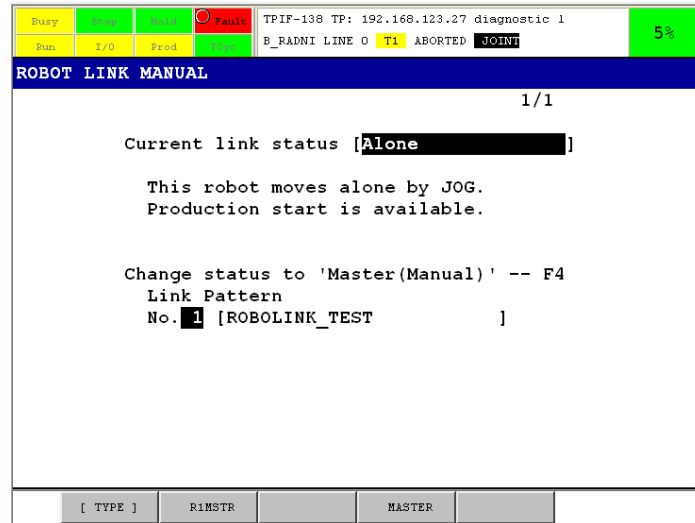 Busy Step Hold Fault
TPIF-138 TP: 192.168.123.27 diagnostic l
Run I/O Prod TCyc
B_RADNI LINE 0 T1 ABORTED JOINT
5%
ROBOT LINK MANUAL
1/1
Current link status [Alone ]
This robot moves alone by JOG.
Production start is available.
Change status to 'Master(Manual)' -- F4
Link Pattern
No. 1 [ROBOLINK_TEST ]
[ TYPE ] R1MSTR MASTER